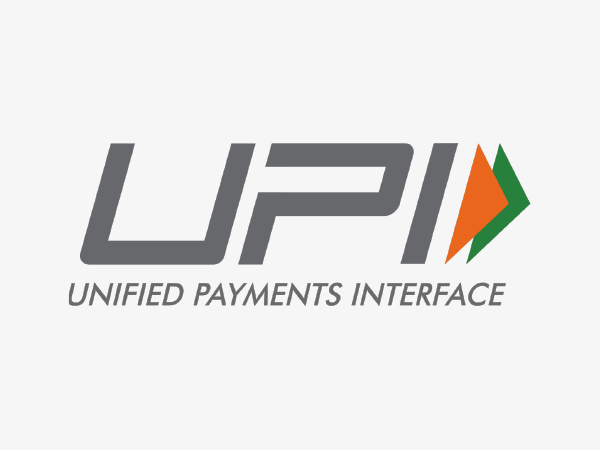 UPI
UNIFIED PAYMENTS INTERFACE